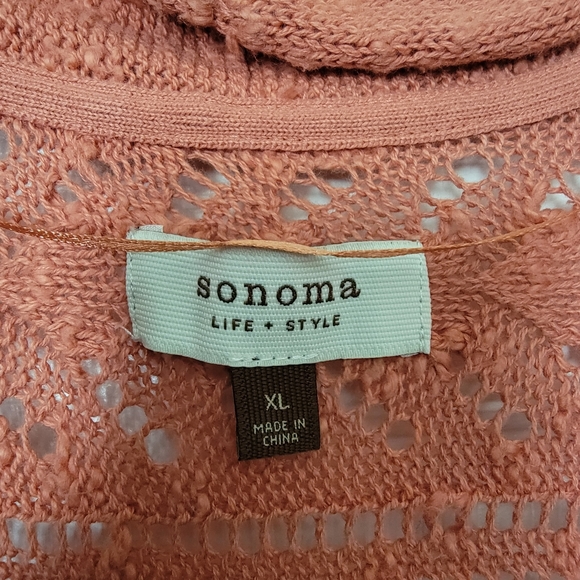 sonoma
LIFE + STYLE
XL
MADE IN
CHINA